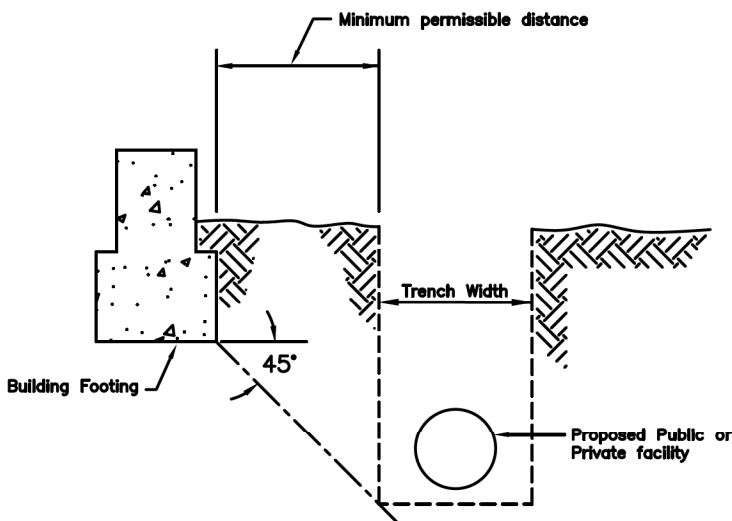 Minimum permissible distance
Trench Width
45°
Building Footing
Proposed Public or
Private facility